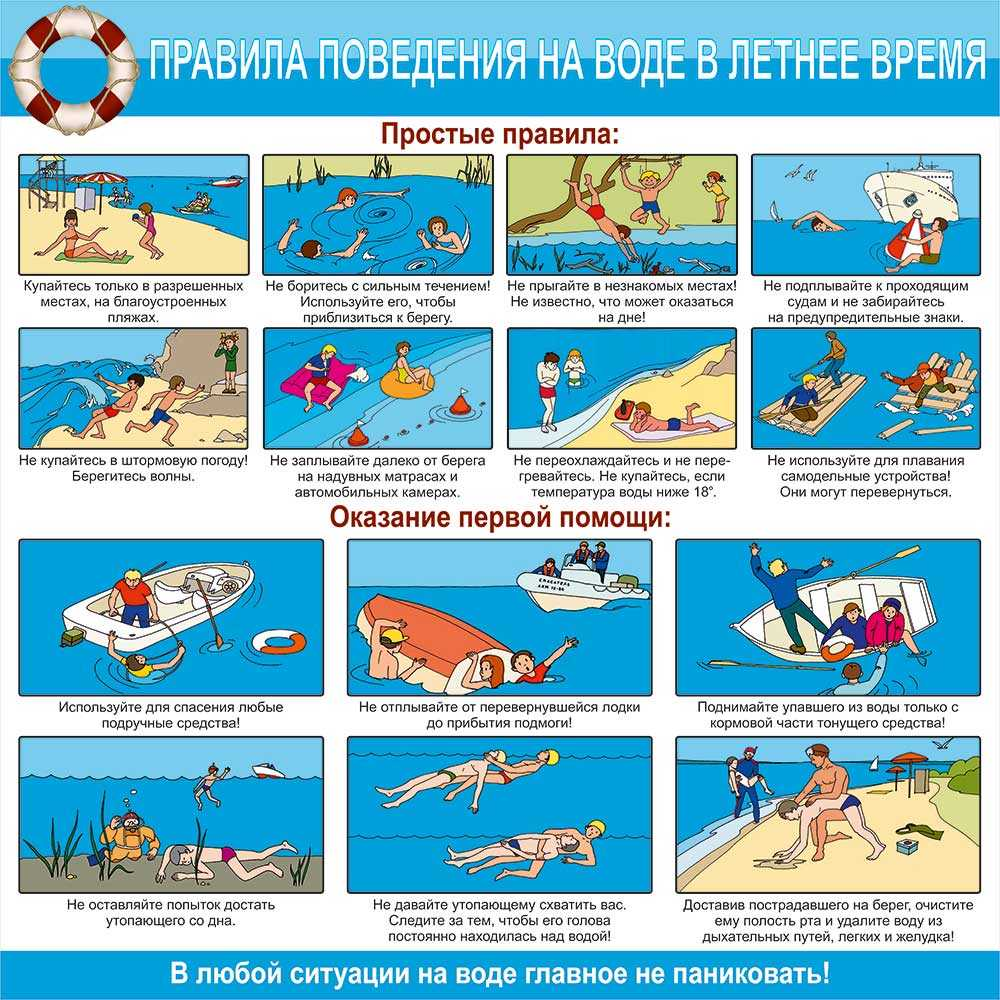 ПРАВИЛА ПОВЕДЕНИЯ НА ВОДЕ В ЛЕТНЕЕ ВРЕМЯ
Простые правила:
Купайтесь только в разрешенных
местах, на благоустроенных
пляжах.
Не боритесь с сильным течением!
Используйте его, чтобы
приблизиться к берегу.
Не прыгайте в незнакомых местах!
Не известно, что может оказаться
на дне!
Не подплывайте к проходящим
судам и не забирайтесь
на предупредительные знаки.
Не купайтесь в штормовую погоду!
Берегитесь волны.
Не заплывайте далеко от берега
на надувных матрасах и
автомобильных камерах.
Не переохлаждайтесь и не пере-
гревайтесь. Не купайтесь, если
температура воды ниже 18°.
Не используйте для плавания
самодельные устройства!
Они могут перевернуться.
Оказание первой помощи:
СПАСАТЕЛЬ
Используйте для спасения любые
подручные средства!
Не отплывайте от перевернувшейся лодки
до прибытия подмоги!
Поднимайте упавшего из воды только с
кормовой части тонущего средства!
Не оставляйте попыток достать
утопающего со дна.
Не давайте утопающему схватить вас.
Следите за тем, чтобы его голова
постоянно находилась над водой!
Доставив пострадавшего на берег, очистите
ему полость рта и удалите воду из
дыхательных путей, легких и желудка!
В любой ситуации на воде главное не паниковать!